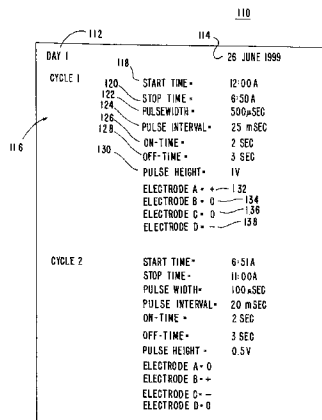 110
112
114
DAY 1 26 JUNE 1999
CYCLE 1
118 START TIME= 12:00A
120 STOP TIME= 6:50A
122 PULSEWIDTH= 500μSEC
124 PULSE INTERVAL= 25 mSEC
126 ON-TIME= 2 SEC
128 OFF-TIME= 3 SEC
130 PULSE HEIGHT= 1V
116
ELECTRODE A= + 132
ELECTRODE B= 0 134
ELECTRODE C= 0 136
ELECTRODE D= - 138
CYCLE 2 START TIME= 6:51A
STOP TIME= 11:00A
PULSE WIDTH= 100μSEC
PULSE INTERVAL= 20 mSEC
ON-TIME= 2 SEC
OFF-TIME= 3 SEC
PULSE HEIGHT= 0.5V
ELECTRODE A=0
ELECTRODE B=+
ELECTRODE C=-
ELECTRODE D=0